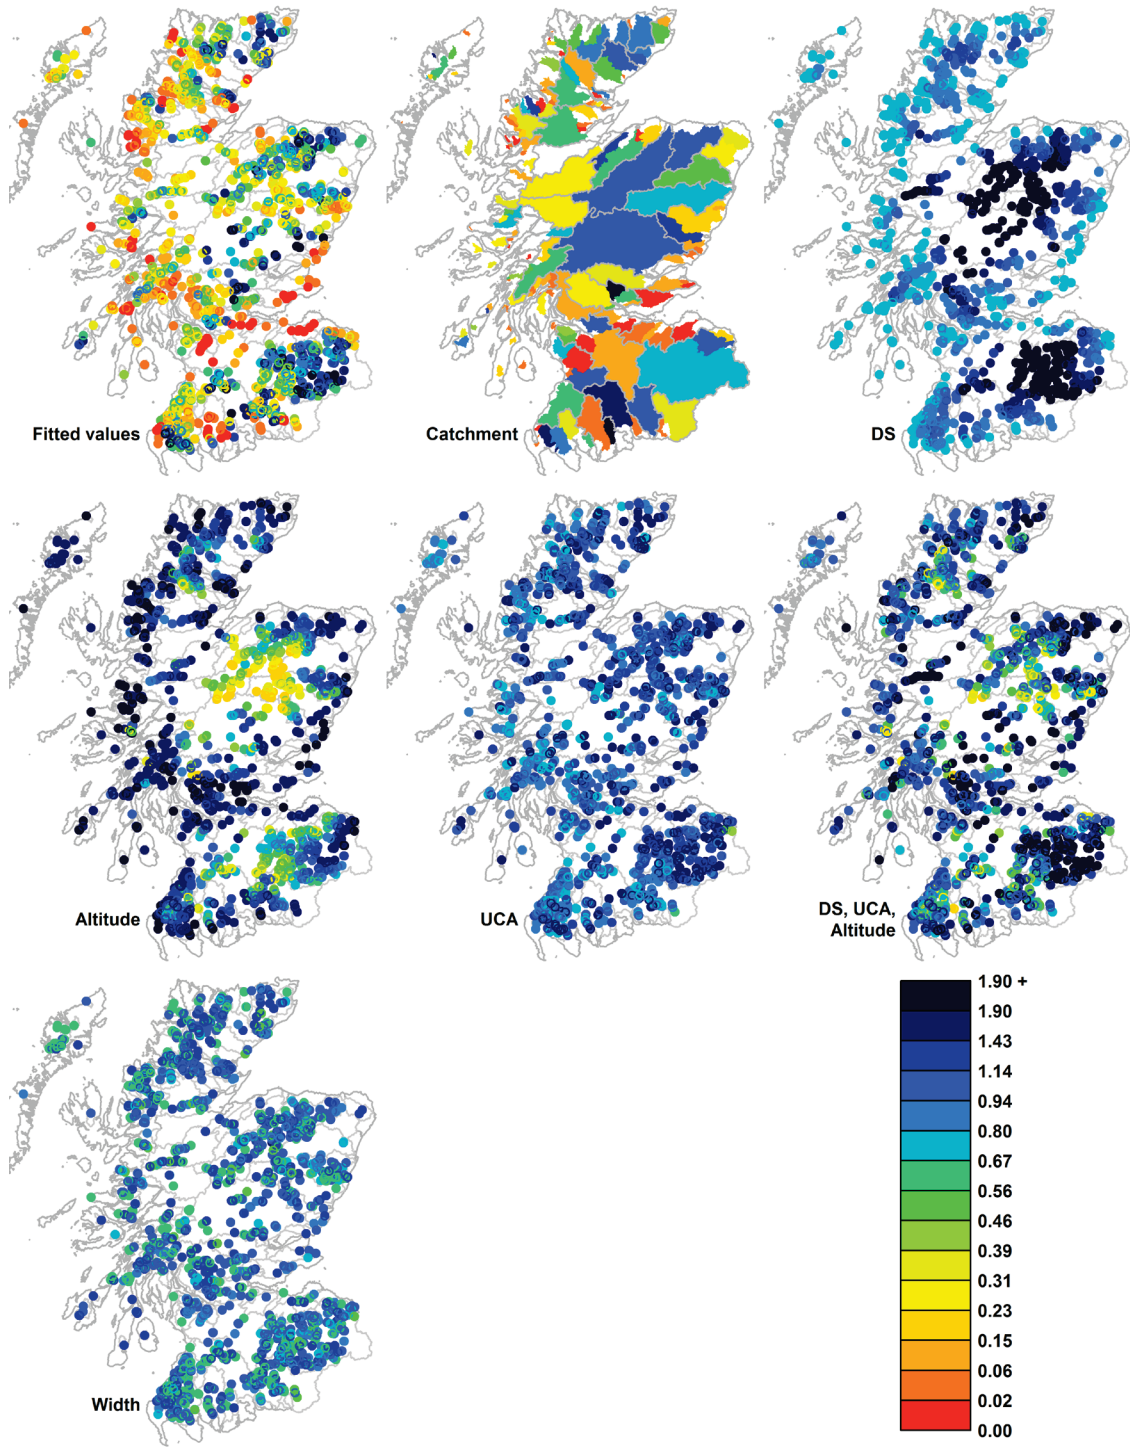 Fitted values
Catchment
DS
Altitude
UCA
DS, UCA,
Altitude
Width
1.90 +
1.90
1.43
1.14
0.94
0.80
0.67
0.56
0.46
0.39
0.31
0.23
0.15
0.06
0.02
0.00